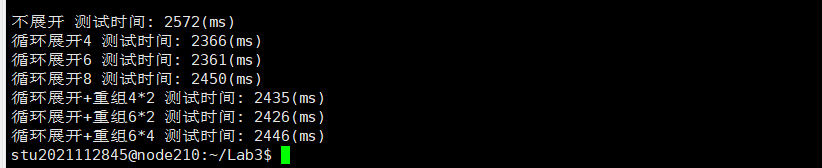 不展开 测试时间: 2572(ms)
循环展开4 测试时间: 2366(ms)
循环展开6 测试时间: 2361(ms)
循环展开8 测试时间: 2450(ms)
循环展开+重组4*2 测试时间: 2435(ms)
循环展开+重组6*2 测试时间: 2426(ms)
循环展开+重组6*4 测试时间: 2446(ms)
stu2021112845@node210:~/Lab3$